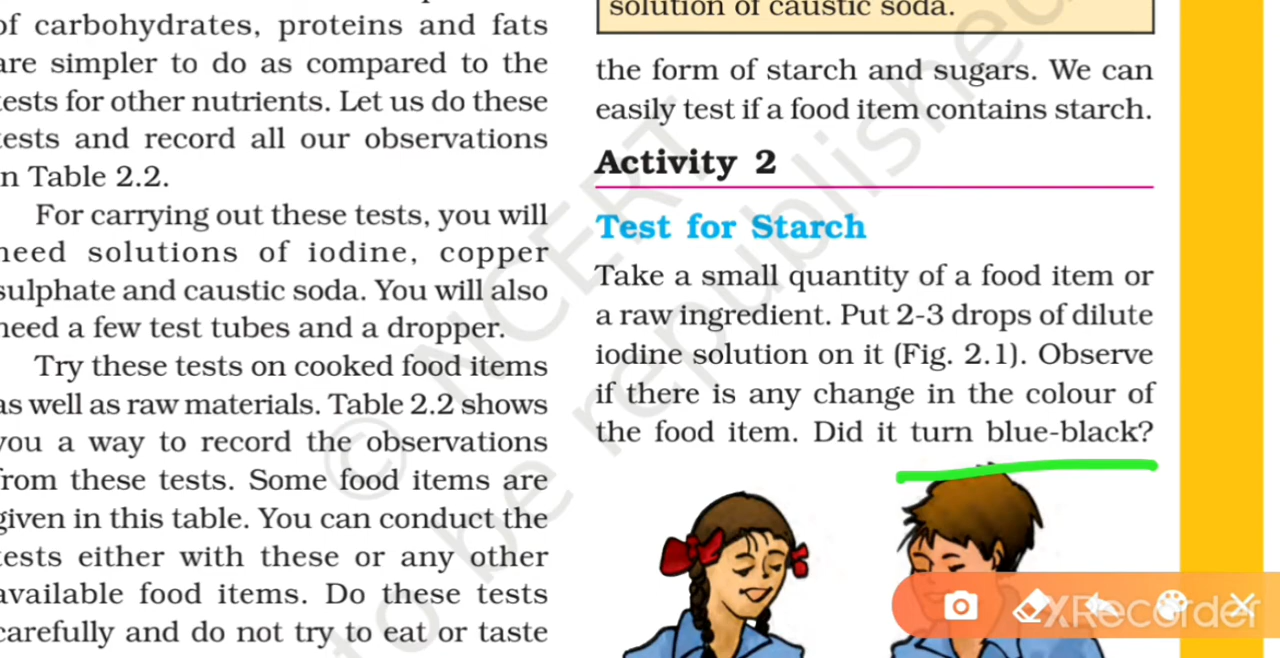 of carbohydrates, proteins and fats
are simpler to do as compared to the
tests for other nutrients. Let us do these
tests and record all our observations
n Table 2.2.
For carrying out these tests, you will
need solutions of iodine, copper
sulphate and caustic soda. You will also
need a few test tubes and a dropper.
Try these tests on cooked food items
as well as raw materials. Table 2.2 shows
you a way to record the observations
from these tests. Some food items are
given in this table. You can conduct the
tests either with these or any other
available food items. Do these tests
carefully and do not try to eat or taste
solution of caustic soda.
the form of starch and sugars. We can
easily test if a food item contains starch.
Activity 2
Test for Starch
Take a small quantity of a food item or
a raw ingredient. Put 2-3 drops of dilute
iodine solution on it (Fig. 2.1). Observe
if there is any change in the colour of
the food item. Did it turn blue-black?
© NCERT
to be republished
XRecorder